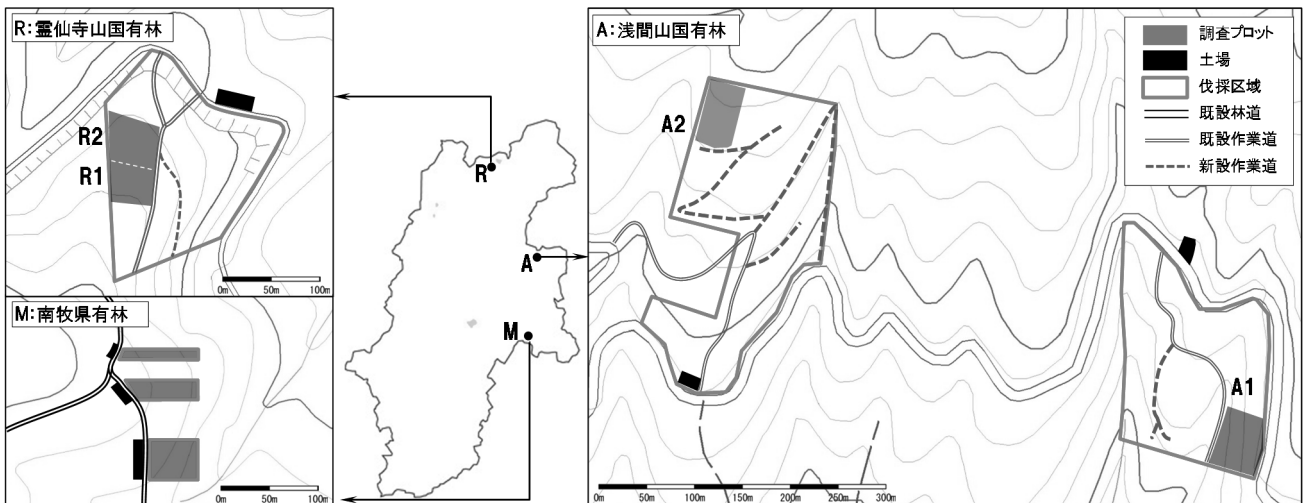 R:霊仙寺山国有林
R2
R1
0m 50m 100m
M:南牧県有林
0m 50m 100m
R
A
M
A:浅間山国有林
A2
A1
0m 50m 100m 150m 200m 250m 300m
調査プロット
土場
伐採区域
既設林道
既設作業道
新設作業道